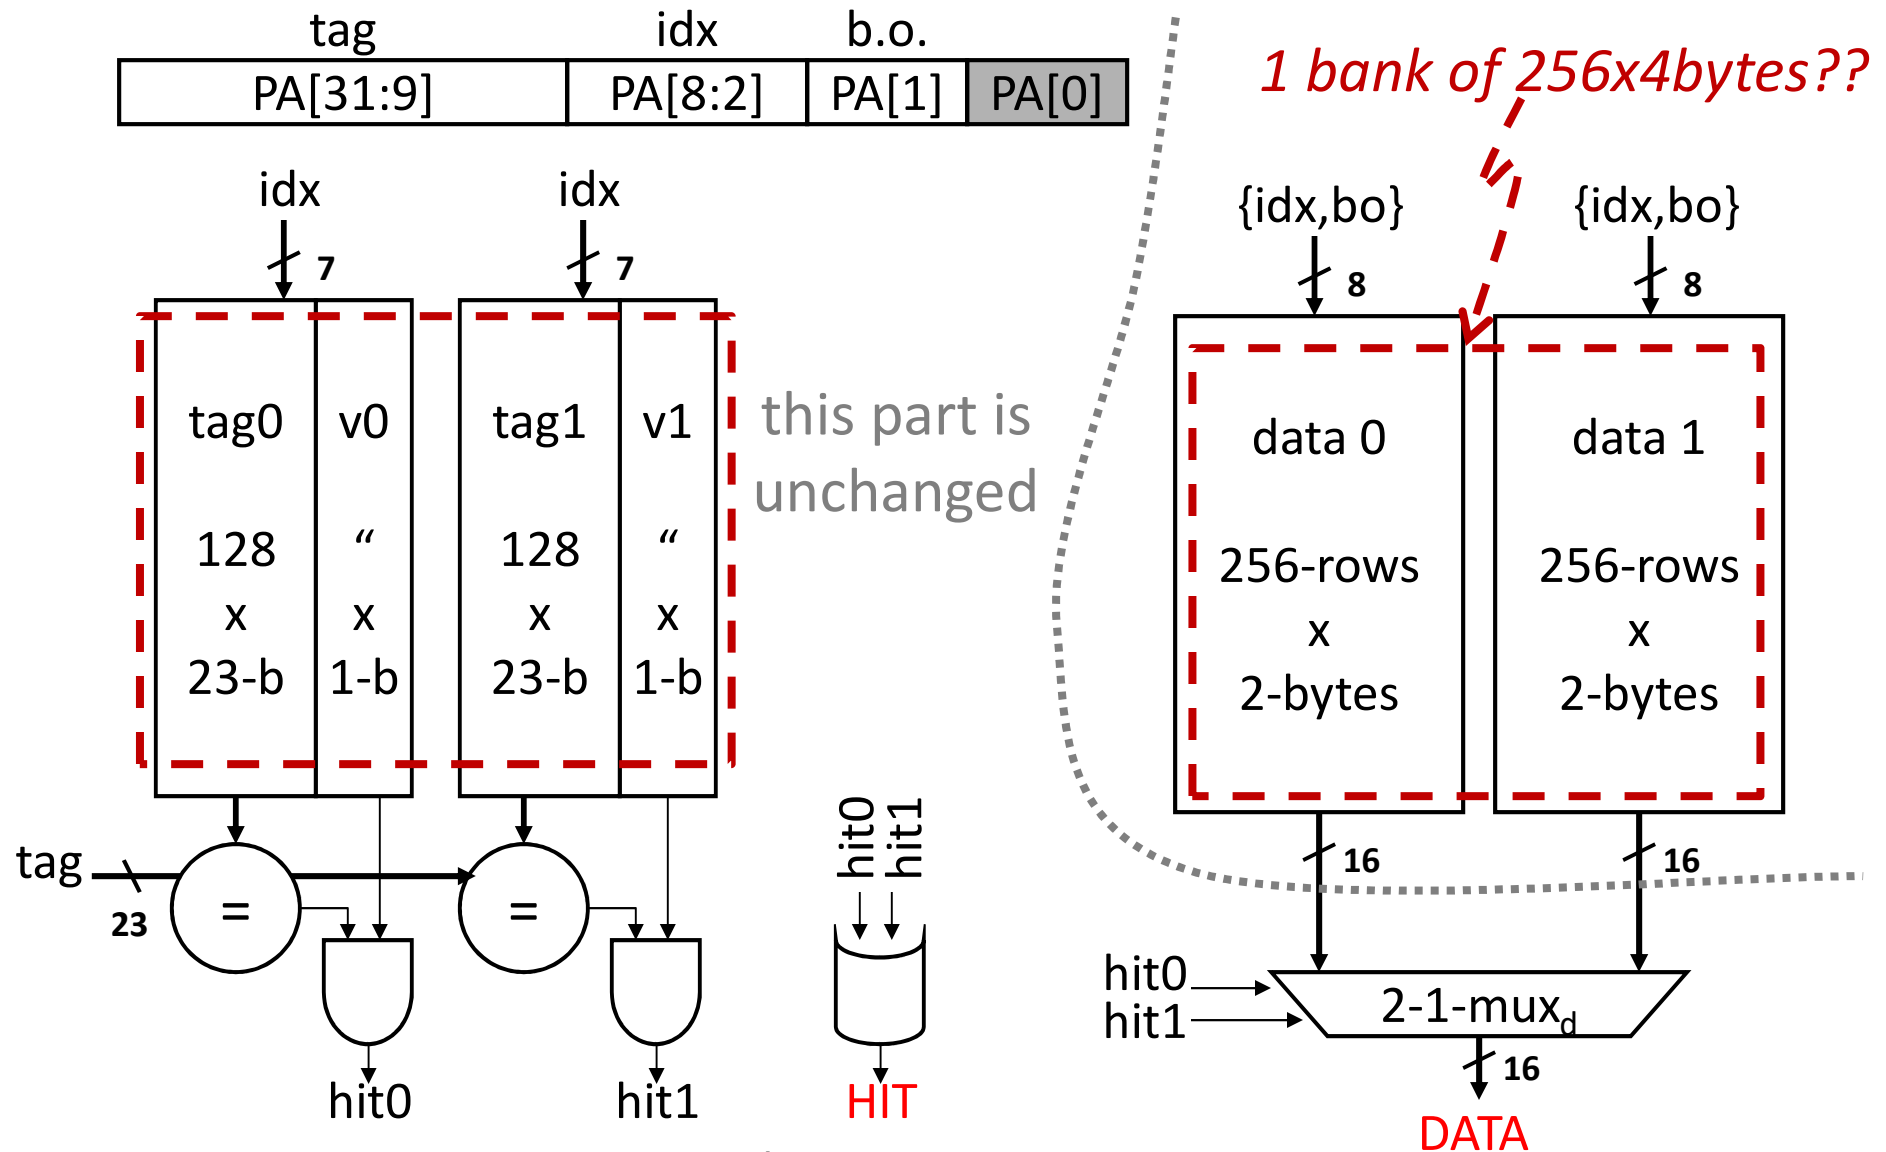 tag idx b.o.
PA[31:9] PA[8:2] PA[1] PA[0]
1 bank of 256x4bytes??
idx idx
7 7
{idx,bo} {idx,bo}
8 8
tag0 v0 tag1 v1
128 “ 128 “
x x x x
23-b 1-b 23-b 1-b
this part is
unchanged
data 0 data 1
256-rows 256-rows
x x
2-bytes 2-bytes
tag
23
= =
hit0
hit1
16 16
hit0
hit1
2-1-muxd
16
hit0 hit1 HIT
DATA